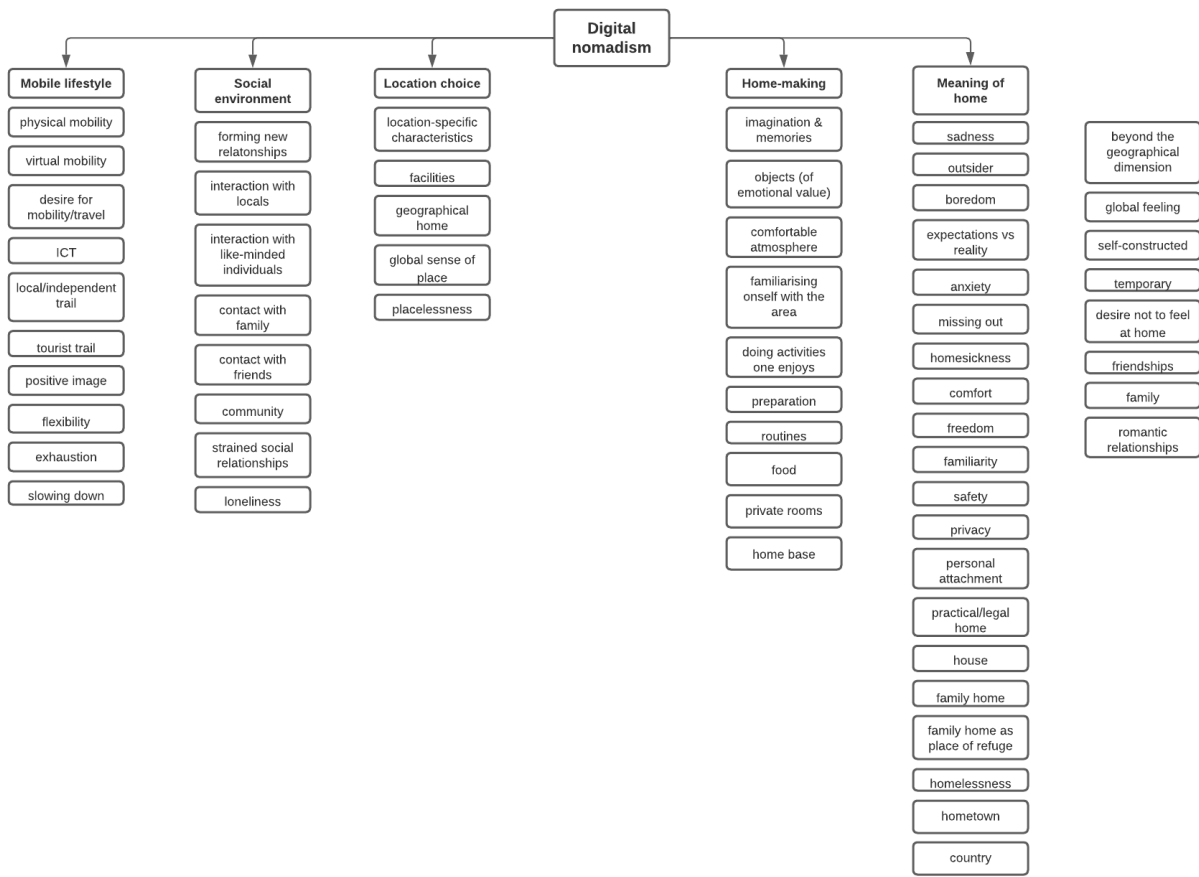 Digital
nomadism
Mobile lifestyle
physical mobility
virtual mobility
desire for
mobility/travel
ICT
local/independent
trail
tourist trail
positive image
flexibility
exhaustion
slowing down
Social
environment
forming new
relatonships
interaction with
locals
interaction with
like-minded
individuals
contact with
family
contact with
friends
community
strained social
relationships
loneliness
Location choice
location-specific
characteristics
facilities
geographical
home
global sense of
place
placelessness
Home-making
imagination &
memories
objects (of
emotional value)
comfortable
atmosphere
familiarising
onself with the
area
doing activities
one enjoys
preparation
routines
food
private rooms
home base
Meaning of
home
sadness
outsider
boredom
expectations vs
reality
anxiety
missing out
homesickness
comfort
freedom
familiarity
safety
privacy
personal
attachment
practical/legal
home
house
family home
family home as
place of refuge
homelessness
hometown
country
beyond the
geographical
dimension
global feeling
self-constructed
temporary
desire not to feel
at home
friendships
family
romantic
relationships